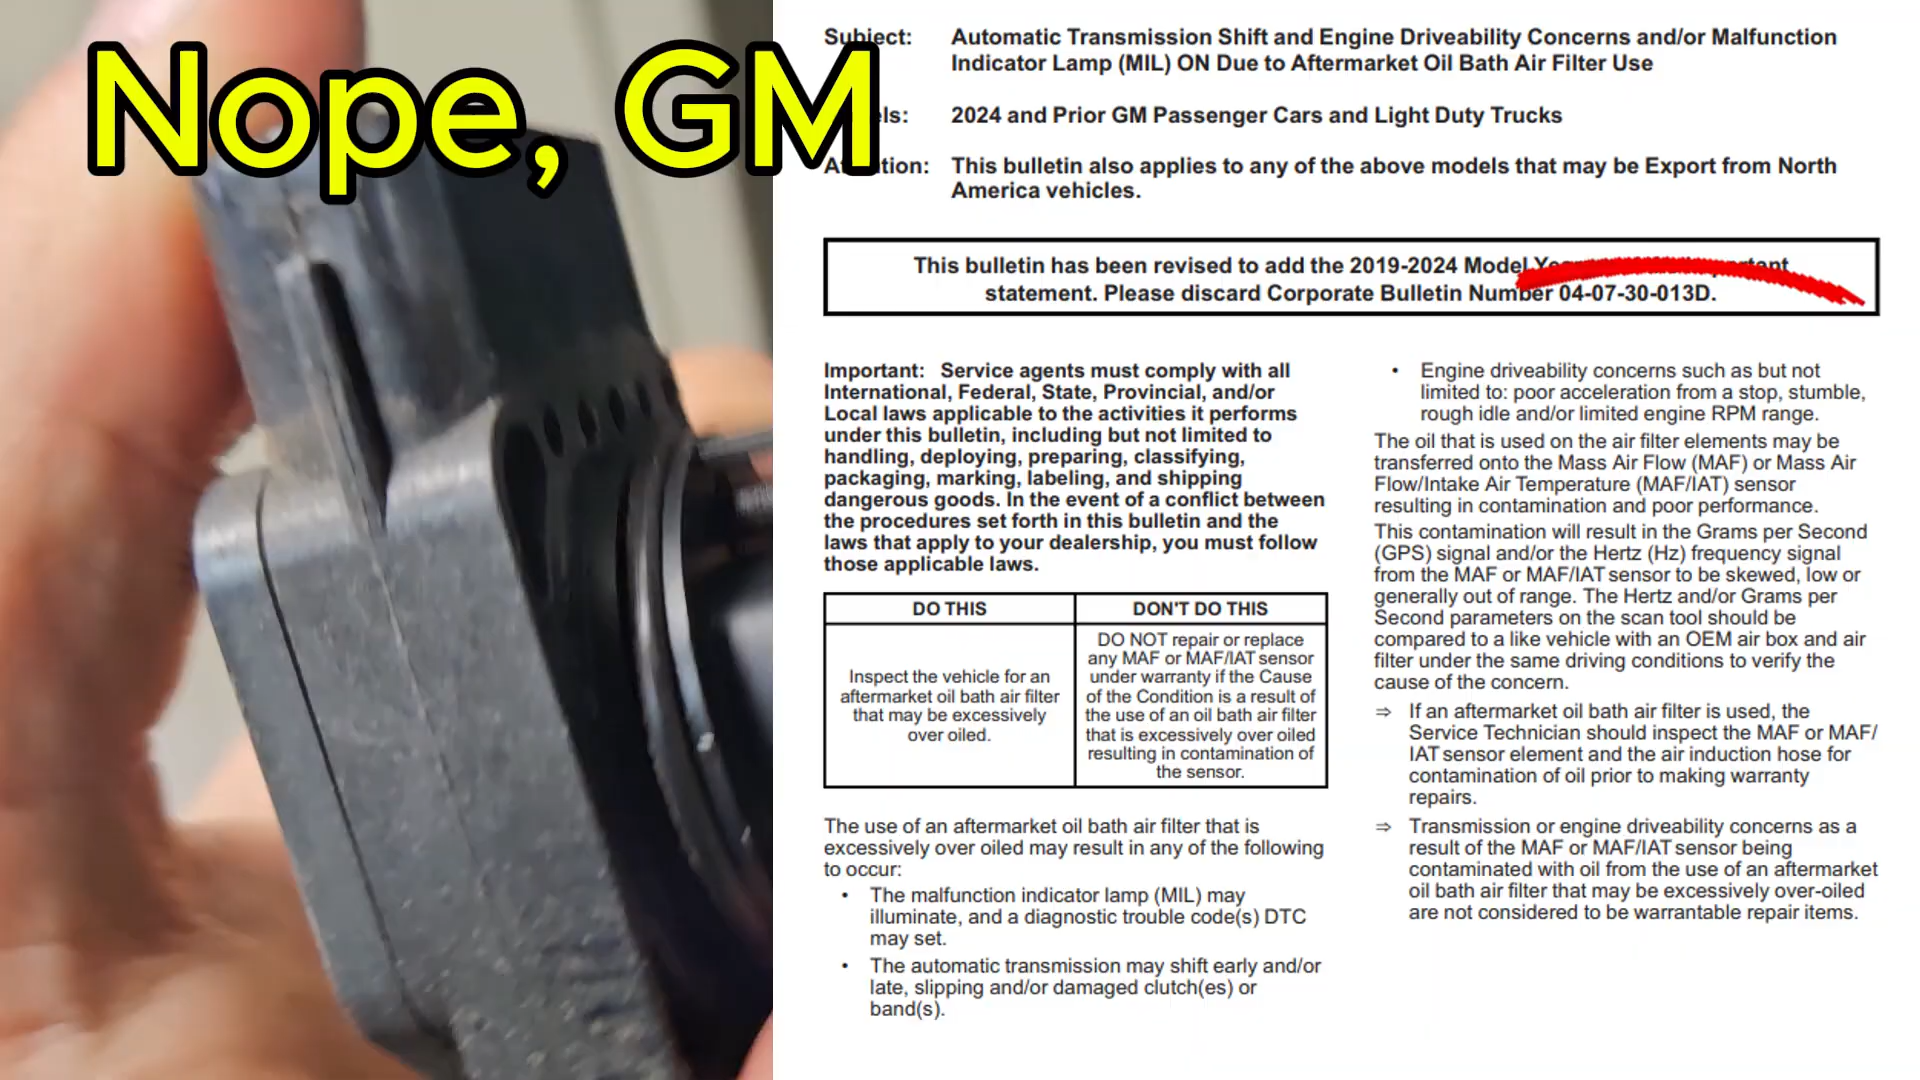 Nope, GM
Subject: Automatic Transmission Shift and Engine Driveability Concerns and/or Malfunction
Indicator Lamp (MIL) ON Due to Aftermarket Oil Bath Air Filter Use
2024 and Prior GM Passenger Cars and Light Duty Trucks
This bulletin also applies to any of the above models that may be Export from North
America vehicles.
This bulletin has been revised to add the 2019-2024 Model
statement. Please discard Corporate Bulletin Number 04-07-30-013D.
Important: Service agents must comply with all
International, Federal, State, Provincial, and/or
Local laws applicable to the activities it performs
under this bulletin, including but not limited to
handling, deploying, preparing, classifying,
packaging, marking, labeling, and shipping
dangerous goods. In the event of a conflict between
the procedures set forth in this bulletin and the
laws that apply to your dealership, you must follow
those applicable laws.
DO THIS
DON'T DO THIS
Inspect the vehicle for an
aftermarket oil bath air filter
that may be excessively
over oiled.
DO NOT repair or replace
any MAF or MAF/IAT sensor
under warranty if the Cause
of the Condition is a result of
the use of an oil bath air filter
that is excessively over oiled
resulting in contamination of
the sensor.
The use of an aftermarket oil bath air filter that is
excessively over oiled may result in any of the following
to occur:
• The malfunction indicator lamp (MIL) may
illuminate, and a diagnostic trouble code(s) DTC
may set.
• The automatic transmission may shift early and/or
late, slipping and/or damaged clutch(es) or
band(s).
• Engine driveability concerns such as but not
limited to: poor acceleration from a stop, stumble,
rough idle and/or limited engine RPM range.
The oil that is used on the air filter elements may be
transferred onto the Mass Air Flow (MAF) or Mass Air
Flow/Intake Air Temperature (MAF/IAT) sensor
resulting in contamination and poor performance.
This contamination will result in the Grams per Second
(GPS) signal and/or the Hertz (Hz) frequency signal
from the MAF or MAF/IAT sensor to be skewed, low or
generally out of range. The Hertz and/or Grams per
Second parameters on the scan tool should be
compared to a like vehicle with an OEM air box and air
filter under the same driving conditions to verify the
cause of the concern.
⇒ If an aftermarket oil bath air filter is used, the
Service Technician should inspect the MAF or MAF/
IAT sensor element and the air induction hose for
contamination of oil prior to making warranty
repairs.
⇒ Transmission or engine driveability concerns as a
result of the MAF or MAF/IAT sensor being
contaminated with oil from the use of an aftermarket
oil bath air filter that may be excessively over-oiled
are not considered to be warrantable repair items.